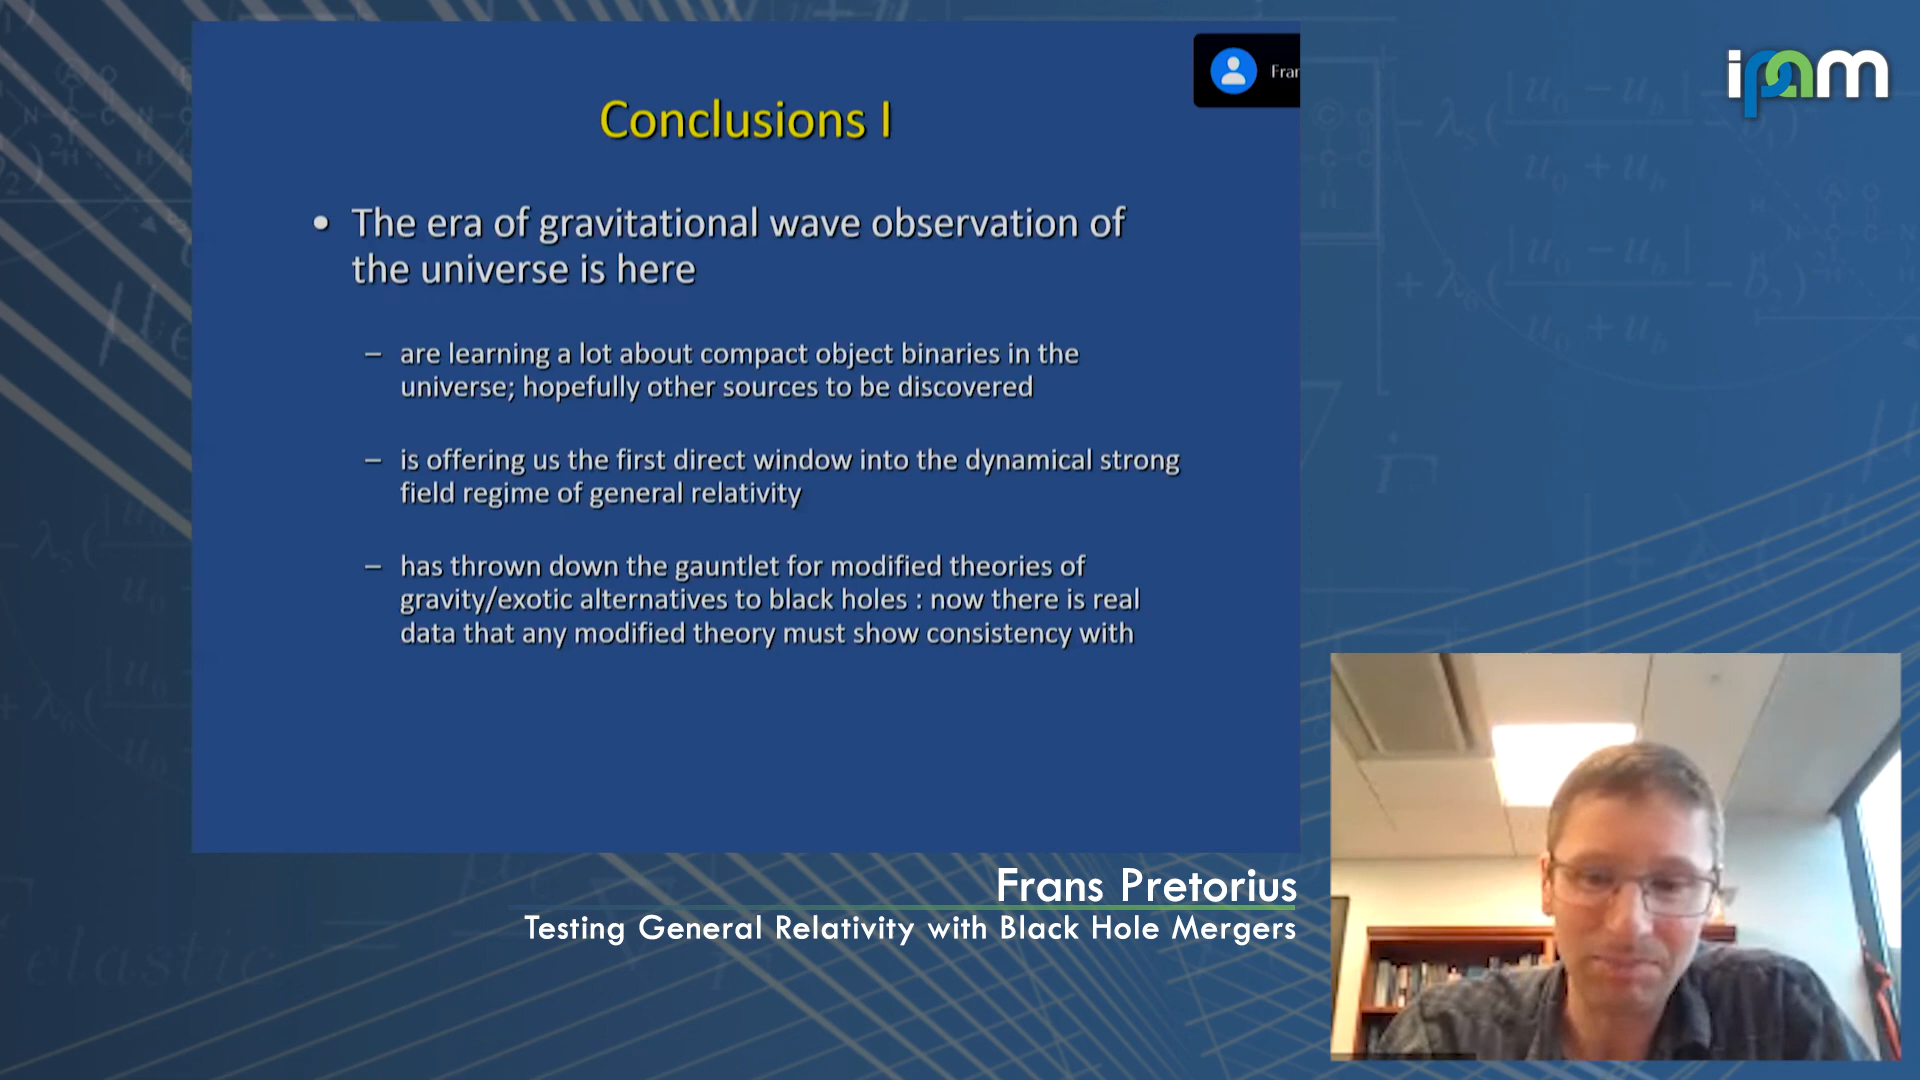 Fran
ipam
Conclusions I
• The era of gravitational wave observation of
the universe is here
– are learning a lot about compact object binaries in the
universe; hopefully other sources to be discovered
– is offering us the first direct window into the dynamical strong
field regime of general relativity
– has thrown down the gauntlet for modified theories of
gravity/exotic alternatives to black holes : now there is real
data that any modified theory must show consistency with
Frans Pretorius
Testing General Relativity with Black Hole Mergers
elastic